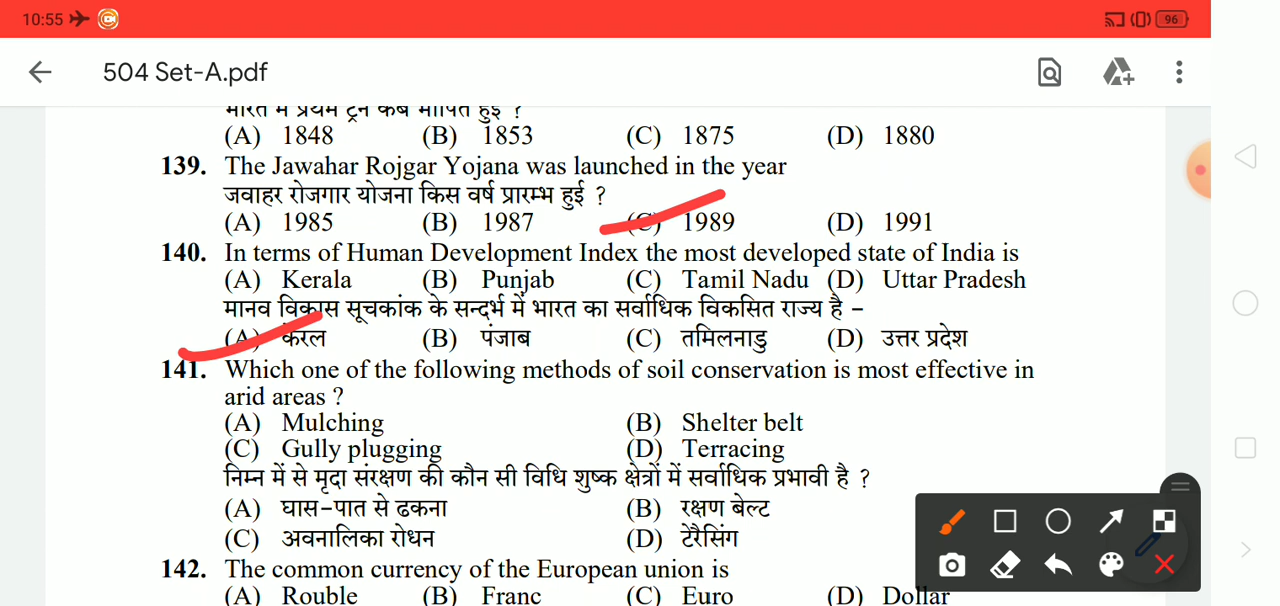 10:55
96
504 Set-A.pdf
भारत में प्रथम ट्रेन कब मापित हुई ?
(A) 1848 (B) 1853 (C) 1875 (D) 1880
139. The Jawahar Rojgar Yojana was launched in the year
जवाहर रोजगार योजना किस वर्ष प्रारम्भ हुई ?
(A) 1985 (B) 1987 (C) 1989 (D) 1991
140. In terms of Human Development Index the most developed state of India is
(A) Kerala (B) Punjab (C) Tamil Nadu (D) Uttar Pradesh
मानव विकास सूचकांक के सन्दर्भ में भारत का सर्वाधिक विकसित राज्य है –
(A) केरल (B) पंजाब (C) तमिलनाडु (D) उत्तर प्रदेश
141. Which one of the following methods of soil conservation is most effective in
arid areas ?
(A) Mulching (B) Shelter belt
(C) Gully plugging (D) Terracing
निम्न में से मृदा संरक्षण की कौन सी विधि शुष्क क्षेत्रों में सर्वाधिक प्रभावी है ?
(A) घास-पात से ढकना (B) रक्षण बेल्ट
(C) अवनालिका रोधन (D) टेरैसिंग
142. The common currency of the European union is
(A) Rouble (B) Franc (C) Euro (D) Dollar